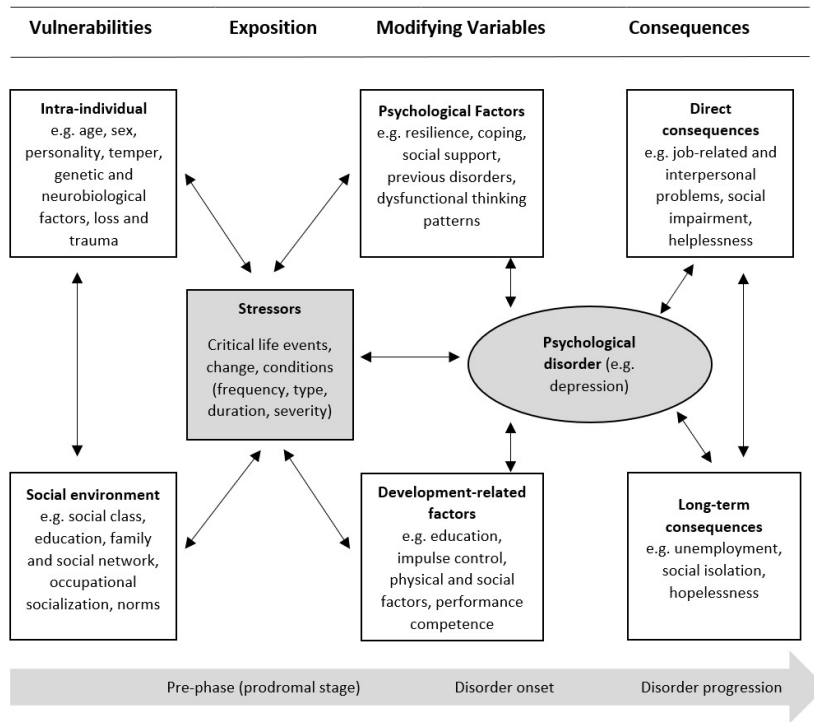 Vulnerabilities Exposition Modifying Variables Consequences
Intra-individual
e.g. age, sex,
personality, temper,
genetic and
neurobiological
factors, loss and
trauma
Psychological Factors
e.g. resilience, coping,
social support,
previous disorders,
dysfunctional thinking
patterns
Direct
consequences
e.g. job-related and
interpersonal
problems, social
impairment,
helplessness
Stressors
Critical life events,
change, conditions
(frequency, type,
duration, severity)
Psychological
disorder (e.g.
depression)
Social environment
e.g. social class,
education, family
and social network,
occupational
socialization, norms
Development-related
factors
e.g. education,
impulse control,
physical and social
factors, performance
competence
Long-term
consequences
e.g. unemployment,
social isolation,
hopelessness
Pre-phase (prodromal stage) Disorder onset Disorder progression